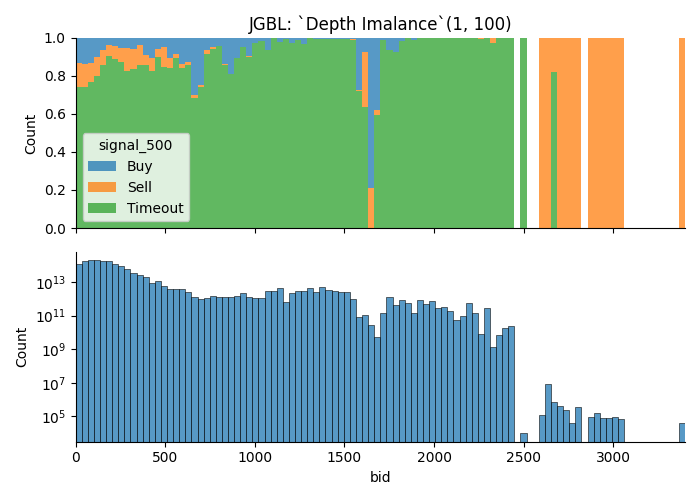 JGBL: `Depth Imalance`(1, 100)
1.0
0.8
0.6
0.4
0.2
0.0
Count
signal_500
Buy
Sell
Timeout
10^13
10^11
10^9
10^7
10^5
Count
0 500 1000 1500 2000 2500 3000
bid